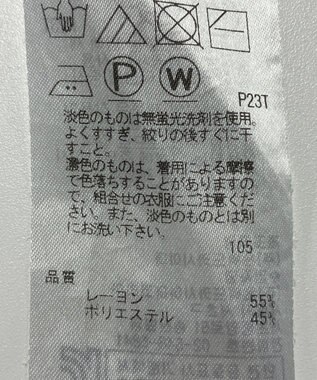 P
W
P23T
淡色のものは無蛍光洗剤を使用。
よくすすぎ、絞りの後すぐに干
すこと。
濃色のものは、着用による摩擦
で色落ちすることがありますの
で、組合せの衣服にご注意くだ
さい。また、淡色のものとは別
にお洗い下さい。
105
品質
レーヨン 55%
ポリエステル 45%